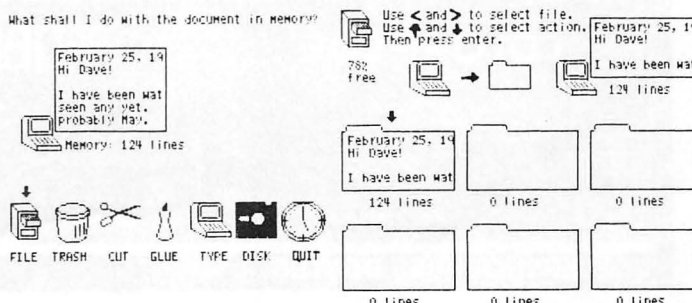 What shall I do with the document in memory?
February 25, 19
Hi Dave!
I have been wat
seen any yet.
probably May.
Memory: 124 lines
FILE TRASH CUT GLUE TYPE DISK QUIT
Use < and > to select file.
Use ↑ and ↓ to select action.
Then press enter.
78%
free
February 25, 19
Hi Dave!
I have been wat
124 lines
February 25, 19
Hi Dave!
I have been wat
124 lines
0 lines
0 lines
0 lines
0 lines
0 lines